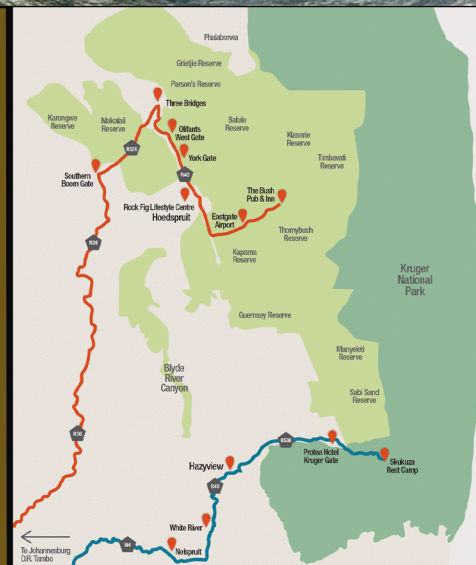 Phalaborwa
Grietjie Reserve
Parson's Reserve
Three Bridges
Karongwe
Reserve
Makalali
Reserve
Olifants
West Gate
Balule
Reserve
Klaserie
Reserve
York Gate
R526
Timbavati
Reserve
Southern
Boom Gate
R40
The Bush
Pub & Inn
Rock Fig Lifestyle Centre
Hoedspruit
Eastgate
Airport
Thornybush
Reserve
R36
Kapama
Reserve
Kruger
National
Park
Guernsey Reserve
Manyeleti
Reserve
Blyde
River
Canyon
Sabi Sand
Reserve
R36
R536
Protea Hotel
Kruger Gate
Skukuza
Rest Camp
Hazyview
R40
White River
N4
Nelspruit
To Johannesburg
O.R. Tambo